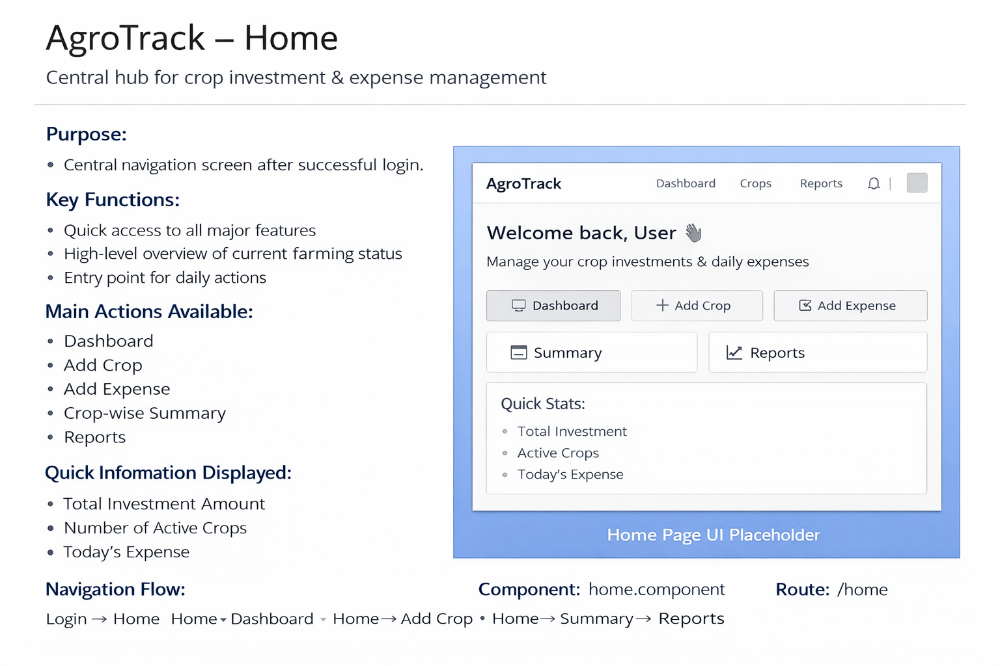 AgroTrack – Home
Central hub for crop investment & expense management
Purpose:
• Central navigation screen after successful login.
Key Functions:
• Quick access to all major features
• High-level overview of current farming status
• Entry point for daily actions
Main Actions Available:
• Dashboard
• Add Crop
• Add Expense
• Crop-wise Summary
• Reports
Quick Information Displayed:
• Total Investment Amount
• Number of Active Crops
• Today’s Expense
AgroTrack Dashboard Crops Reports
Welcome back, User 👋
Manage your crop investments & daily expenses
Dashboard + Add Crop Add Expense
Summary Reports
Quick Stats:
• Total Investment
• Active Crops
• Today’s Expense
Home Page UI Placeholder
Navigation Flow:
Component: home.component Route: /home
Login → Home Home ▾ Dashboard ▾ Home → Add Crop • Home → Summary → Reports